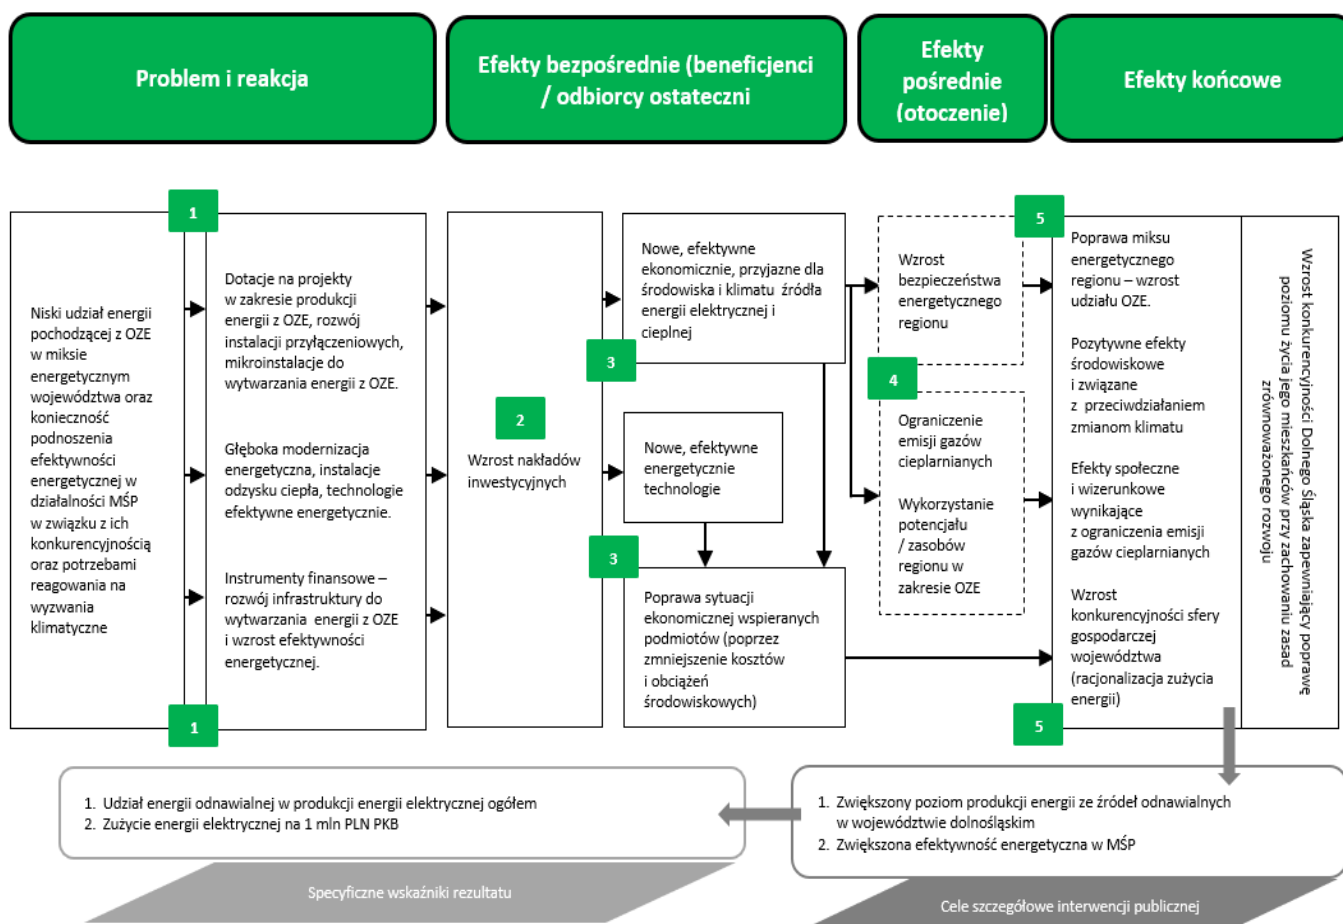 Problem i reakcja
Efekty bezpośrednie (beneficjenci
/ odbiorcy ostateczni
Efekty
pośrednie
(otoczenie)
Efekty końcowe
1
Niski udział energii
pochodzącej z OZE
w miksie
energetycznym
województwa oraz
konieczność
podnoszenia
efektywności
energetycznej w
działalności MŚP
w związku z ich
konkurencyjnością
oraz potrzebami
reagowania na
wyzwania
klimatyczne
Dotacje na projekty
w zakresie produkcji
energii z OZE, rozwój
instalacji przyłączeniowych,
mikroinstalacje do
wytwarzania energii z OZE.
Głęboka modernizacja
energetyczna, instalacje
odzysku ciepła, technologie
efektywne energetycznie.
Instrumenty finansowe –
rozwój infrastruktury do
wytwarzania energii z OZE
i wzrost efektywności
energetycznej.
1
2
Wzrost nakładów
inwestycyjnych
Nowe, efektywne
ekonomicznie, przyjazne dla
środowiska i klimatu źródła
energii elektrycznej i
cieplnej
3
Nowe, efektywne
energetycznie
technologie
3
Poprawa sytuacji
ekonomicznej wspieranych
podmiotów (poprzez
zmniejszenie kosztów
i obciążeń
środowiskowych)
Wzrost
bezpieczeństwa
energetycznego
regionu
4
Ograniczenie
emisji gazów
cieplarnianych
Wykorzystanie
potencjału
/ zasobów
regionu w
zakresie OZE
5
Poprawa miksu
energetycznego
regionu – wzrost
udziału OZE.
Pozytywne efekty
środowiskowe
i związane
z przeciwdziałaniem
zmianom klimatu
Efekty społeczne
i wizerunkowe
wynikające
z ograniczenia emisji
gazów cieplarnianych
Wzrost
konkurencyjności sfery
gospodarczej
województwa
(racjonalizacja zużycia
energii)
5
Wzrost konkurencyjności Dolnego Śląska zapewniający poprawę
poziomu życia jego mieszkańców przy zachowaniu zasad
zrównoważonego rozwoju
1. Udział energii odnawialnej w produkcji energii elektrycznej ogółem
2. Zużycie energii elektrycznej na 1 mln PLN PKB
Specyficzne wskaźniki rezultatu
1. Zwiększony poziom produkcji energii ze źródeł odnawialnych
w województwie dolnośląskim
2. Zwiększona efektywność energetyczna w MŚP
Cele szczegółowe interwencji publicznej